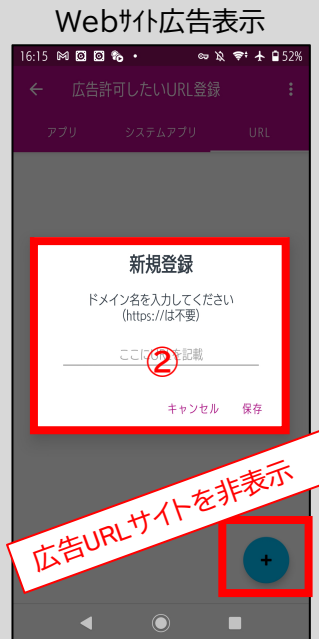 Webサイト広告表示
16:15 52%
広告許可したいURL登録
アプリ システムアプリ URL
新規登録
ドメイン名を入力してください
(https://は不要)
ここにURLを記載
②
キャンセル 保存
広告URLサイトを非表示
+